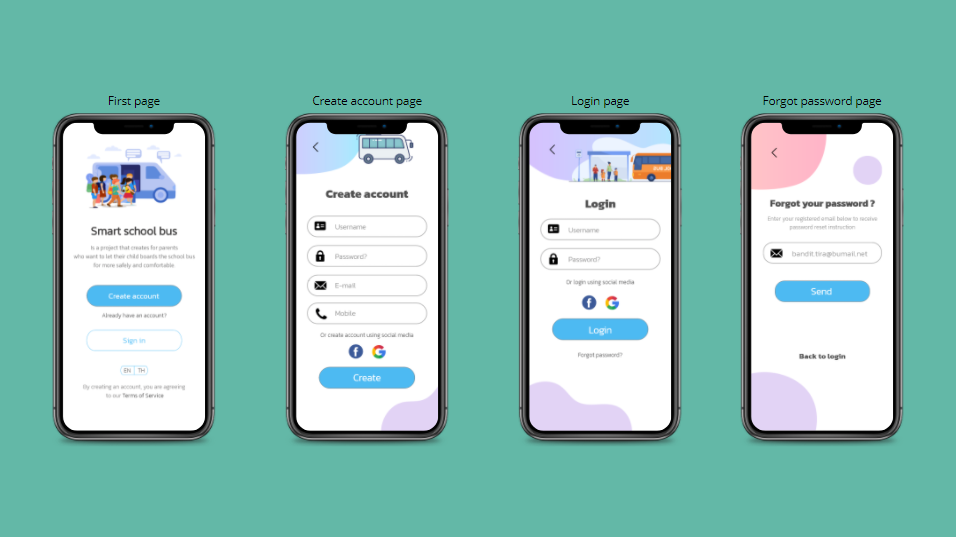 First page
Smart school bus
Is a project that creates for parents
who want to let their child boards the school bus
for more safely and comfortable.
Create account
Already have an account?
Sign in
EN TH
By creating an account, you are agreeing
to our Terms of Service
Create account page
Create account
Username
Password?
E-mail
Mobile
Or create account using social media
Create
Login page
Login
Username
Password?
Or login using social media
Login
Forgot password?
Forgot password page
Forgot your password ?
Enter your registered email below to receive
password reset instruction
bandit.tira@bumail.net
Send
Back to login